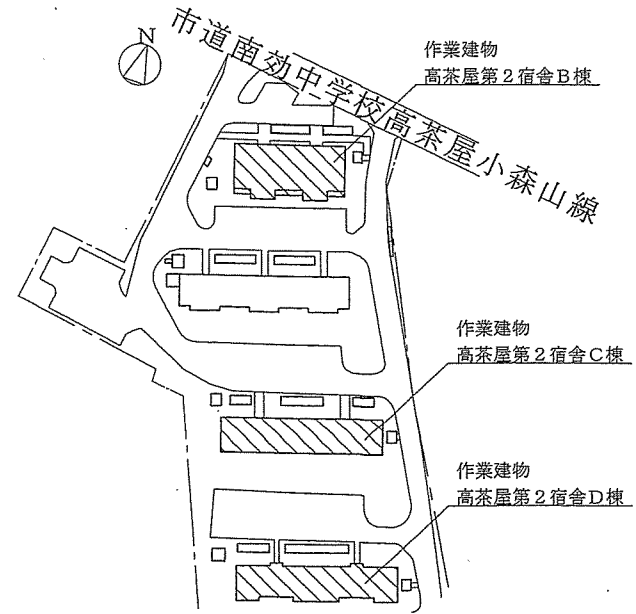 N
市道南効中学校高茶屋小森山線
作業建物
高茶屋第２宿舎Ｂ棟
作業建物
高茶屋第２宿舎Ｃ棟
作業建物
高茶屋第２宿舎Ｄ棟